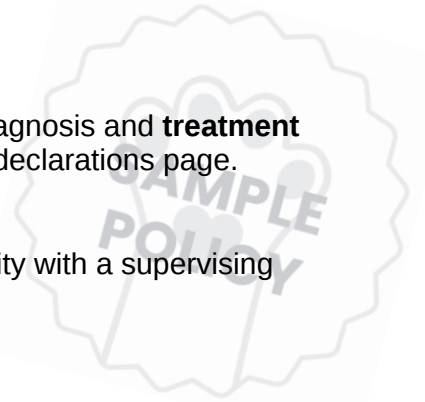 agnosis and treatment
declarations page.
SAMPLE
POLICY
ity with a supervising